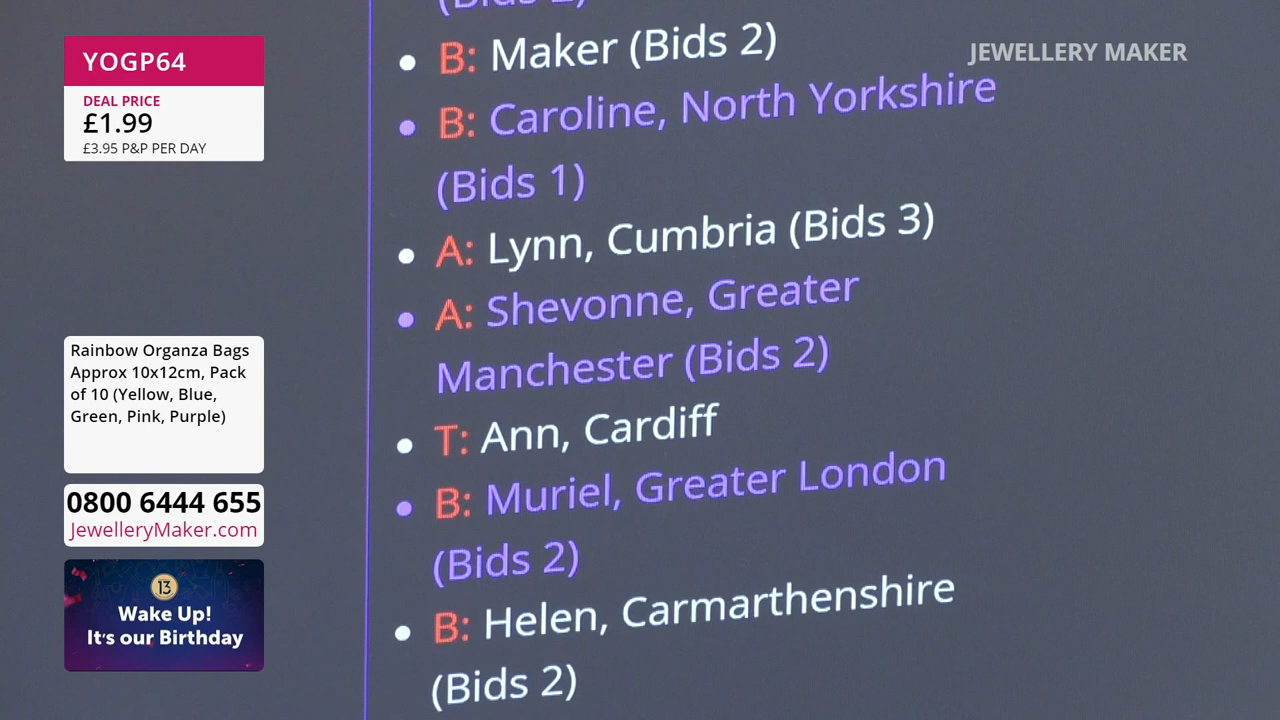 YOGP64
DEAL PRICE
£1.99
£3.95 P&P PER DAY
Rainbow Organza Bags
Approx 10x12cm, Pack
of 10 (Yellow, Blue,
Green, Pink, Purple)
0800 6444 655
JewelleryMaker.com
13
Wake Up!
It's our Birthday
JEWELLERY MAKER
(Bids 2)
B: Maker (Bids 2)
B: Caroline, North Yorkshire
(Bids 1)
A: Lynn, Cumbria (Bids 3)
A: Shevonne, Greater
Manchester (Bids 2)
T: Ann, Cardiff
B: Muriel, Greater London
(Bids 2)
B: Helen, Carmarthenshire
(Bids 2)